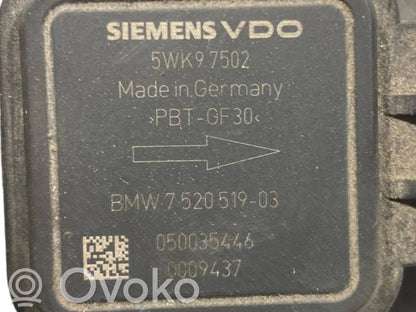 SIEMENS VDO
5WK9 7502
Made in Germany
›PBT-GF30‹
BMW 7 520 519-03
050035446
0009437
Ovoko